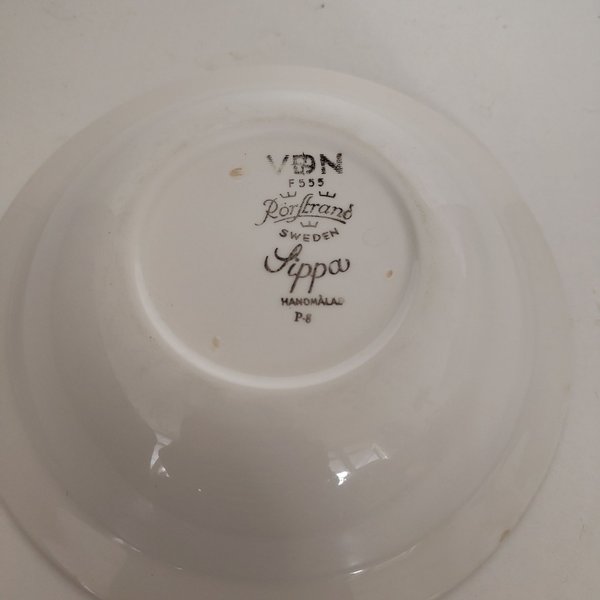 VDN
F555
Rörstrand
SWEDEN
Sippa
HANDMÅLAD
P-8